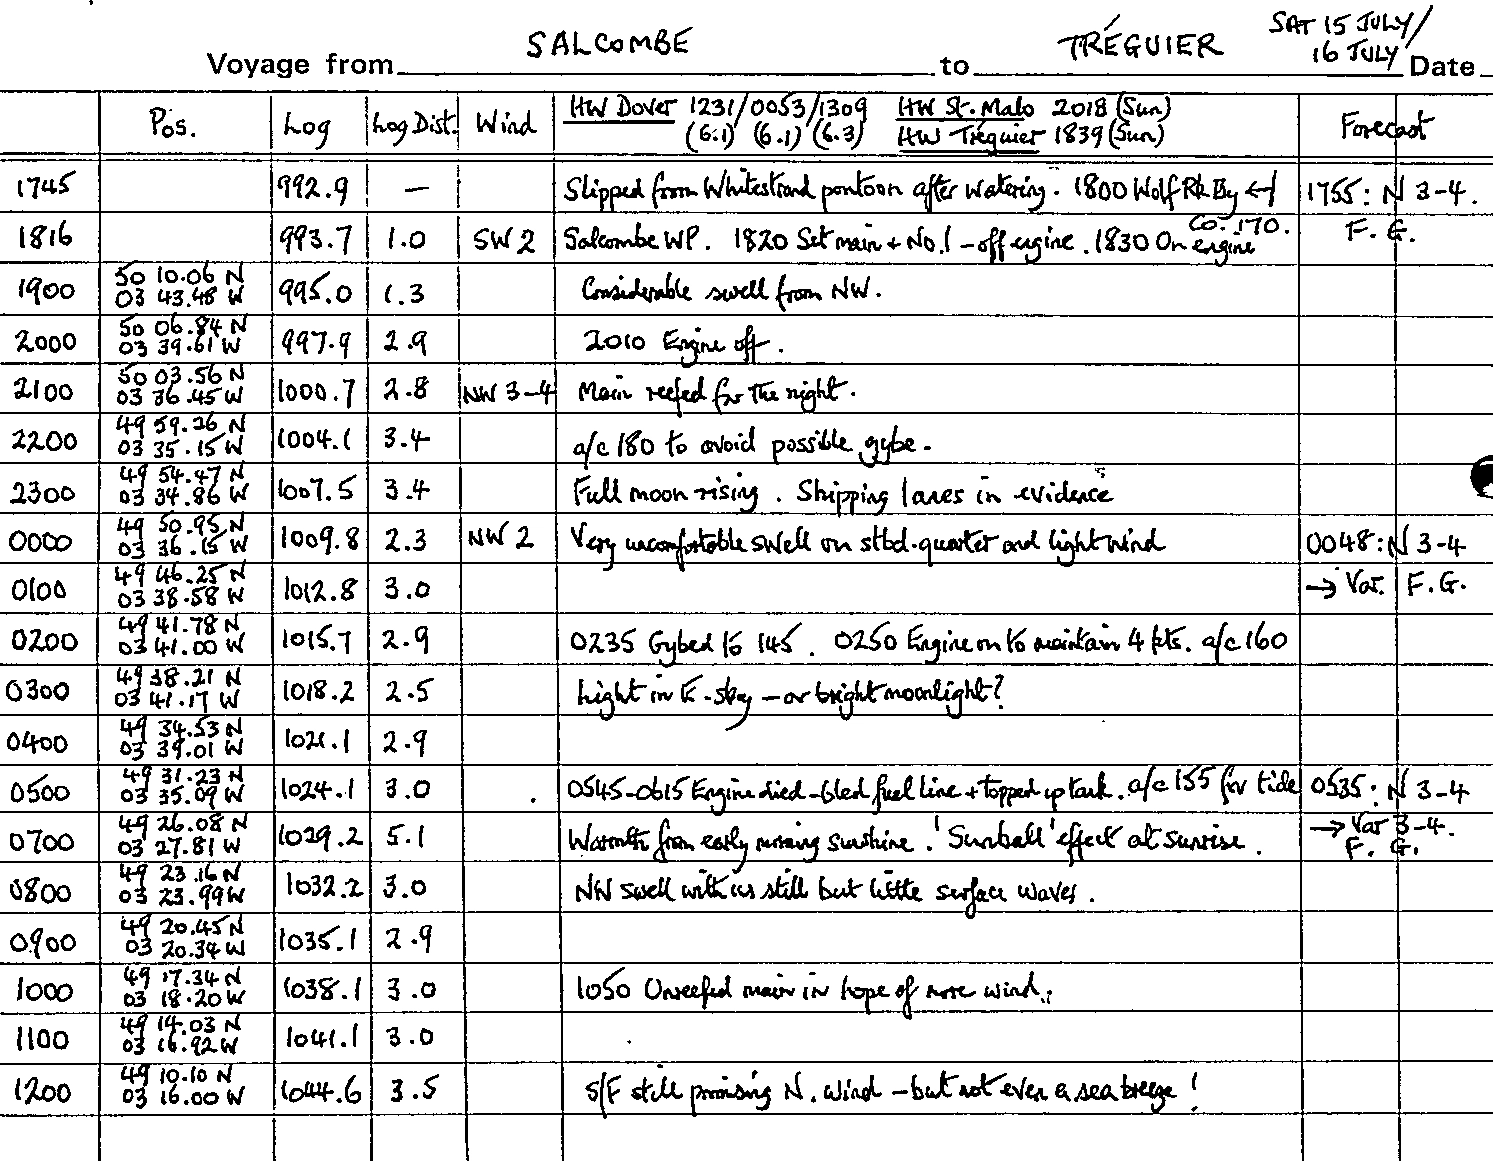 SAT 15 JULY/
Voyage from SALCOMBE to TRÉGUIER 16 JULY Date
Pos. Log Log Dist. Wind HW Dover 1231/0053/1309 HW St. Malo 2018 (Sun) Forecast
(6.1) (6.1) (6.3) HW Tréguier 1839 (Sun)
1745 992.9 — Slipped from Whitestrand pontoon after watering. 1800 Wolf Rk By 1755: N 3-4.
Co. 170.
1816 993.7 1.0 SW 2 Salcombe WP. 1820 Set main + No.1 - off engine. 1830 On engine F. G.
50 10.06 N
1900 03 43.48 W 995.0 1.3 Considerable swell from NW.
50 06.84 N
2000 03 39.61 W 997.9 2.9 2010 Engine off.
50 03.56 N
2100 03 36.45 W 1000.7 2.8 NW 3-4 Main reefed for the night.
49 59.26 N
2200 03 35.15 W 1004.1 3.4 a/c 180 to avoid possible gybe.
49 54.47 N
2300 03 34.86 W 1007.5 3.4 Full moon rising. Shipping lanes in evidence
49 50.95 N
0000 03 36.15 W 1009.8 2.3 NW 2 Very uncomfortable swell on stbd. quarter and light wind 0048: N 3-4
49 46.25 N
0100 03 38.58 W 1012.8 3.0 → Var. F.G.
49 41.78 N
0200 03 41.00 W 1015.7 2.9 0235 Gybed to 145. 0250 Engine on to maintain 4 kts. a/c 160
49 38.21 N
0300 03 41.17 W 1018.2 2.5 Light in E. sky - or bright moonlight?
49 34.53 N
0400 03 39.01 W 1021.1 2.9
49 31.23 N
0500 03 35.09 W 1024.1 3.0 0545-0615 Engine died - bled fuel line + topped up tank. a/c 155 for tide 0535: N 3-4
49 26.08 N → Var 3-4.
0700 03 27.81 W 1029.2 5.1 Warmth from early morning sunshine. 'Sunball' effect at sunrise. F. G.
49 23.16 N
0800 03 23.99 W 1032.2 3.0 NW swell with us still but little surface waves.
49 20.45 N
0900 03 20.34 W 1035.1 2.9
49 17.34 N
1000 03 18.20 W 1038.1 3.0 1050 Unreefed main in hope of more wind.
49 14.03 N
1100 03 16.92 W 1041.1 3.0
49 10.10 N
1200 03 16.00 W 1044.6 3.5 S/F still promising N. wind - but not even a sea breeze!